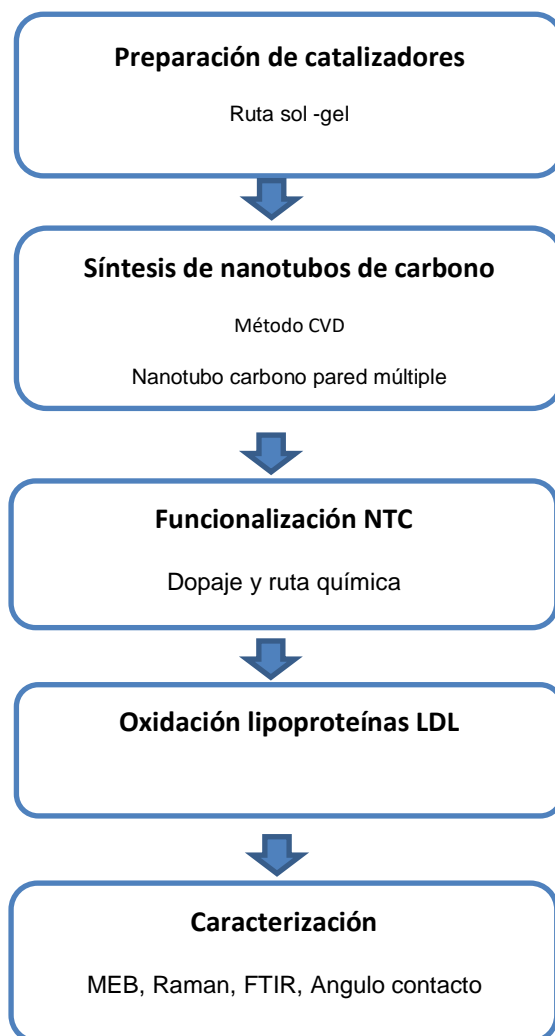 Preparación de catalizadores
Ruta sol -gel
Síntesis de nanotubos de carbono
Método CVD
Nanotubo carbono pared múltiple
Funcionalización NTC
Dopaje y ruta química
Oxidación lipoproteínas LDL
Caracterización
MEB, Raman, FTIR, Angulo contacto